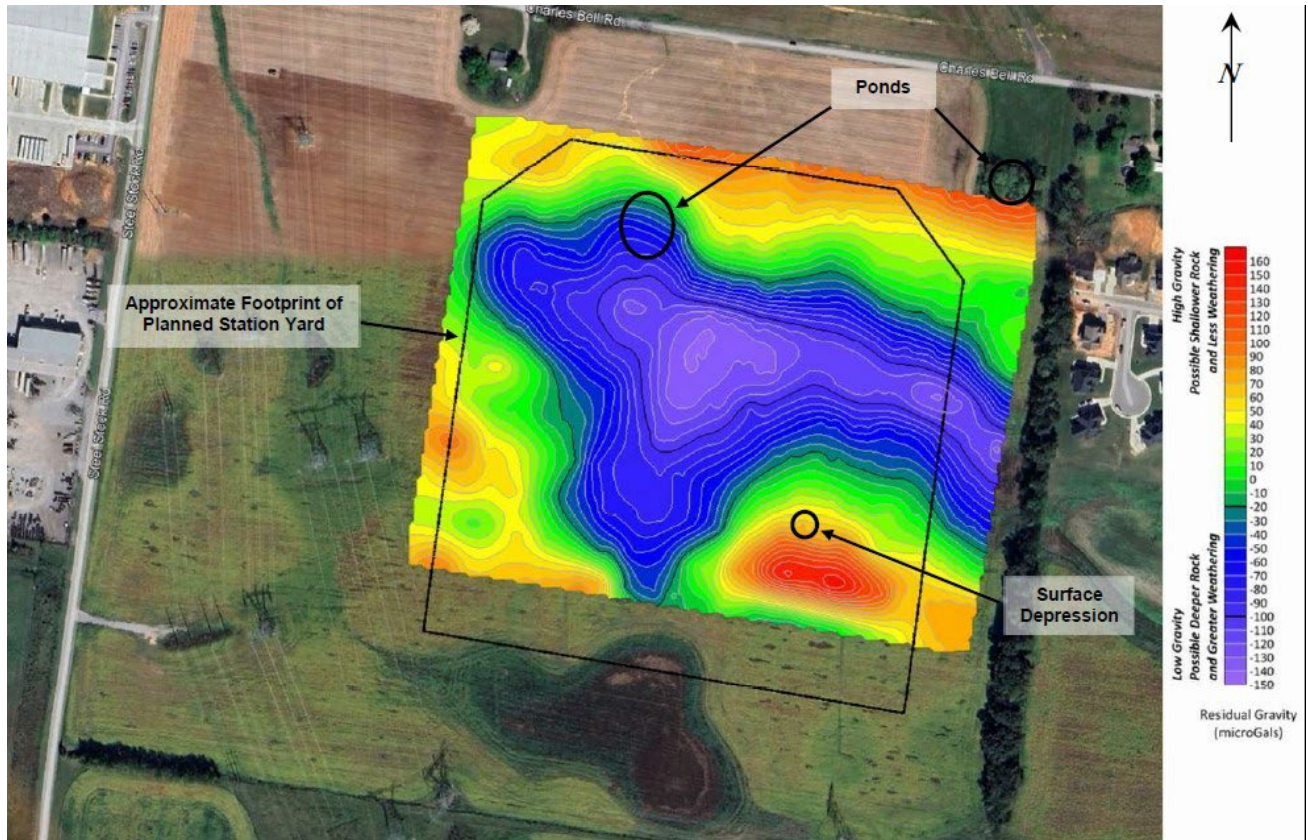 Charles Bell Rd
Charles Bell Rd
N
Ponds
Steel Stock Rd
Approximate Footprint of
Planned Station Yard
Steel Stock Rd
Surface
Depression
High Gravity
Possible Shallower Rock
and Less Weathering
Low Gravity
Possible Deeper Rock
and Greater Weathering
160
150
140
130
120
110
100
90
80
70
60
50
40
30
20
10
0
-10
-20
-30
-40
-50
-60
-70
-80
-90
-100
-110
-120
-130
-140
-150
Residual Gravity
(microGals)